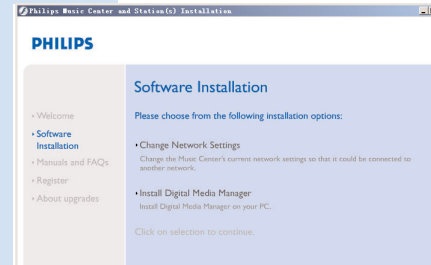 Philips Music Center and Station(s) Installation
PHILIPS
Software Installation
Please choose from the following installation options:
Welcome
Software
Installation
Manuals and FAQs
Register
About upgrades
Change Network Settings
Change the Music Center's current network settings so that it could be connected to
another network.
Install Digital Media Manager
Install Digital Media Manager on your PC.
Click on selection to continue.